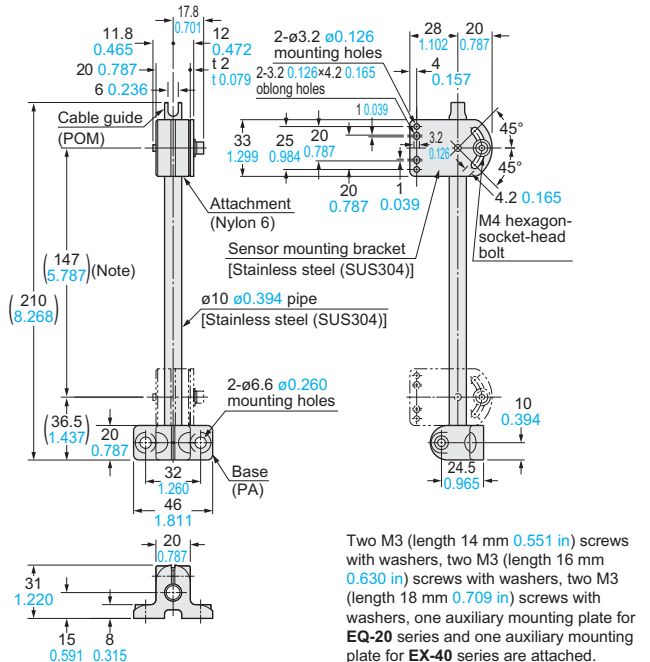 17.8
0.701
11.8
0.465
12
0.472
20 0.787
t 2
t 0.079
6 0.236
Cable guide
(POM)
Attachment
(Nylon 6)
(147
5.787)(Note)
(210
8.268)
ø10 ø0.394 pipe
[Stainless steel (SUS304)]
2-ø6.6 ø0.260
mounting holes
(36.5
1.437)
20
0.787
32
1.260
46
1.811
Base
(PA)
20
0.787
31
1.220
15
0.591
8
0.315
2-ø3.2 ø0.126
mounting holes
2-3.2 0.126×4.2 0.165
oblong holes
28
1.102
20
0.787
4
0.157
1 0.039
33
1.299
25
0.984
20
0.787
3.2
0.126
45°
45°
20
0.787
1
0.039
4.2 0.165
M4 hexagon-
socket-head
bolt
Sensor mounting bracket
[Stainless steel (SUS304)]
10
0.394
24.5
0.965
Two M3 (length 14 mm 0.551 in) screws
with washers, two M3 (length 16 mm
0.630 in) screws with washers, two M3
(length 18 mm 0.709 in) screws with
washers, one auxiliary mounting plate for
EQ-20 series and one auxiliary mounting
plate for EX-40 series are attached.